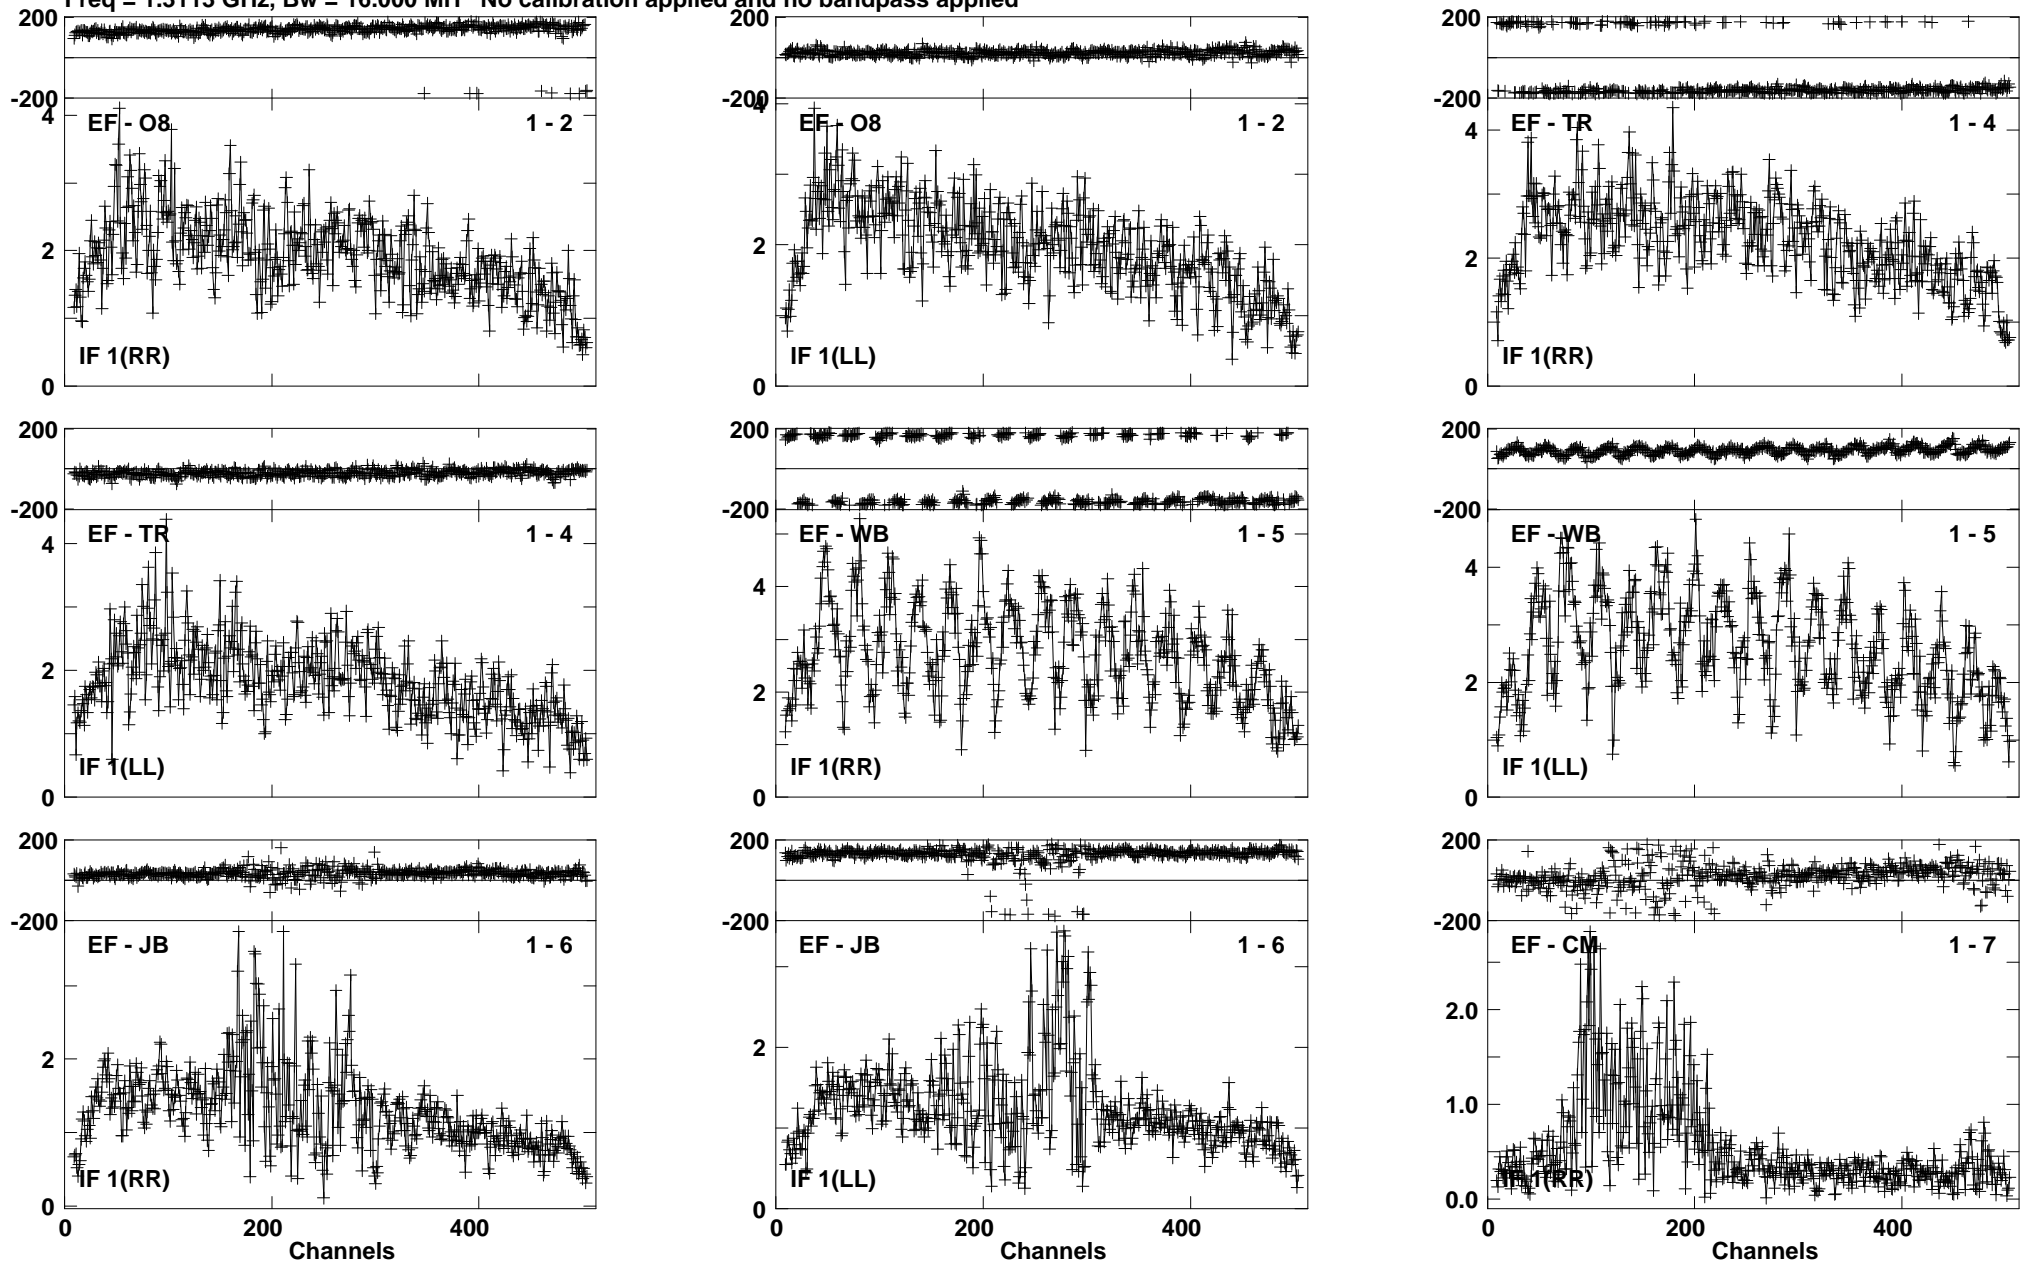 Freq = 1.3115 GHz, Bw = 16.000 MH No calibration applied and no bandpass applied
200
-200
4
2
0
EF - O8
1 - 2
IF 1(RR)
200
-200
4
2
0
EF - O8
1 - 2
IF 1(LL)
200
-200
4
2
0
EF - TR
1 - 4
IF 1(RR)
200
-200
4
2
0
EF - TR
1 - 4
IF 1(LL)
200
-200
4
2
0
EF - WB
1 - 5
IF 1(RR)
200
-200
4
2
0
EF - WB
1 - 5
IF 1(LL)
200
-200
2
0
EF - JB
1 - 6
IF 1(RR)
0 200 400
Channels
200
-200
2
0
EF - JB
1 - 6
IF 1(LL)
200
-200
2.0
1.0
0.0
EF - CM
1 - 7
IF 1(RR)
0 200 400
Channels